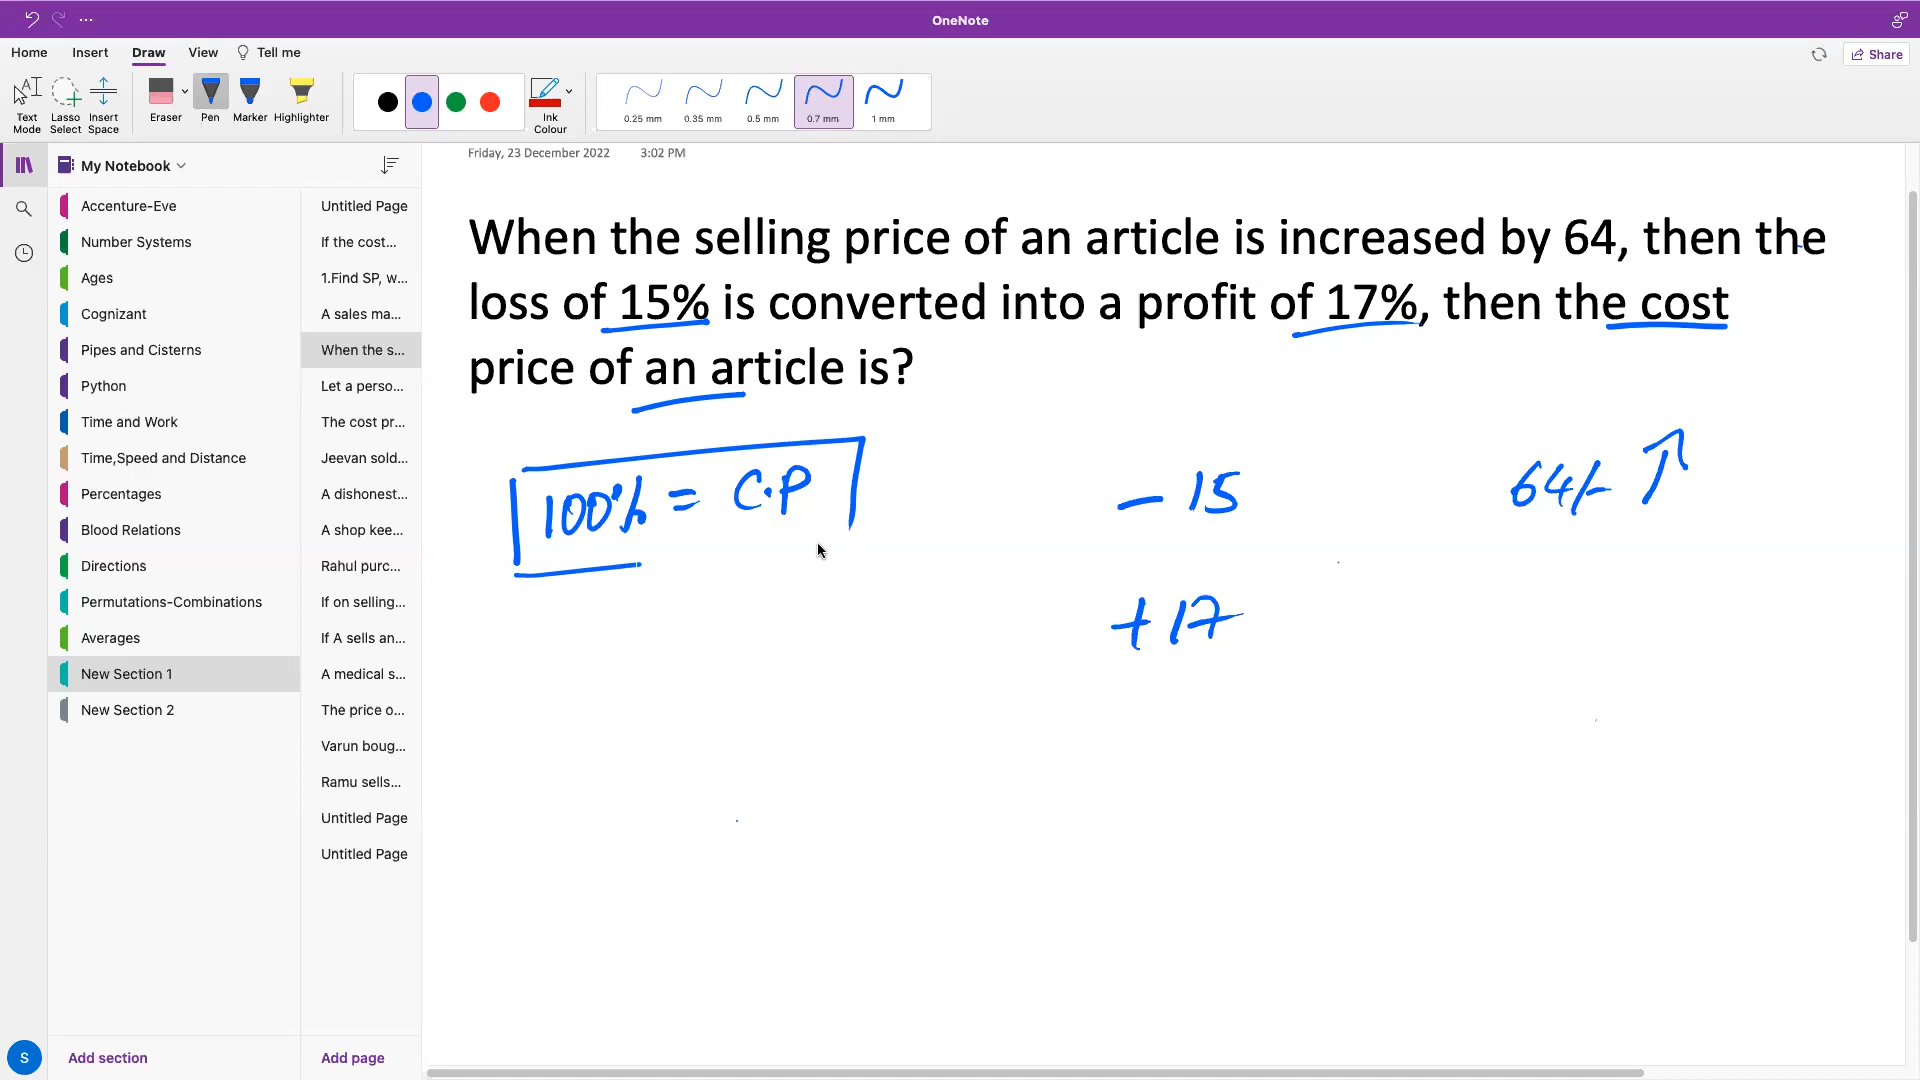 OneNote
Home Insert Draw View Tell me
Share
Text Mode
Lasso Select
Insert Space
Eraser
Pen
Marker
Highlighter
Ink Colour
0.25 mm
0.35 mm
0.5 mm
0.7 mm
1 mm
My Notebook
Accenture-Eve
Number Systems
Ages
Cognizant
Pipes and Cisterns
Python
Time and Work
Time,Speed and Distance
Percentages
Blood Relations
Directions
Permutations-Combinations
Averages
New Section 1
New Section 2
Add section
Untitled Page
If the cost...
1.Find SP, w...
A sales ma...
When the s...
Let a perso...
The cost pr...
Jeevan sold...
A dishonest...
A shop kee...
Rahul purc...
If on selling...
If A sells an...
A medical s...
The price o...
Varun boug...
Ramu sells...
Untitled Page
Untitled Page
Add page
S
Friday, 23 December 2022 3:02 PM
When the selling price of an article is increased by 64, then the
loss of 15% is converted into a profit of 17%, then the cost
price of an article is?
100% = C.P
- 15
64/-
+ 17